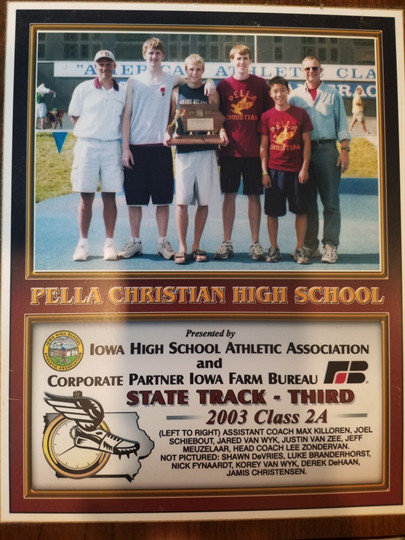 "AMERICA'S ATHLETIC CLA
TRAC
PELLA
CHRISTIAN
PELLA
CHRISTIAN
PELLA CHRISTIAN HIGH SCHOOL
Presented by
IOWA HIGH SCHOOL ATHLETIC ASSOCIATION
and
CORPORATE PARTNER IOWA FARM BUREAU
STATE TRACK - THIRD
2003 Class 2A
(LEFT TO RIGHT) ASSISTANT COACH MAX KILLOREN, JOEL
SCHIEBOUT, JARED VAN WYK, JUSTIN VAN ZEE, JEFF
MEUZELAAR, HEAD COACH LEE ZONDERVAN.
NOT PICTURED: SHAWN DeVRIES, LUKE BRANDERHORST,
NICK FYNAARDT, KOREY VAN WYK, DEREK DeHAAN,
JAMIS CHRISTENSEN.